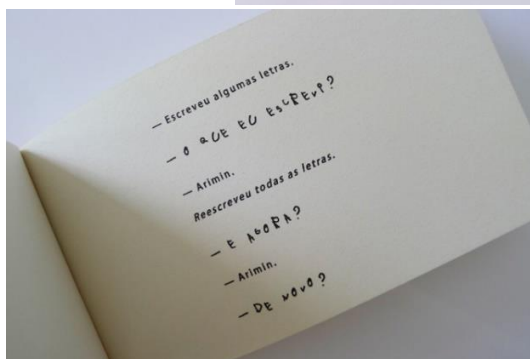 — Escreveu algumas letras.
— O QUE EU ESCREVI?
— Arimin.
Reescreveu todas as letras.
— E AGORA?
— Arimin.
— DE NOVO?